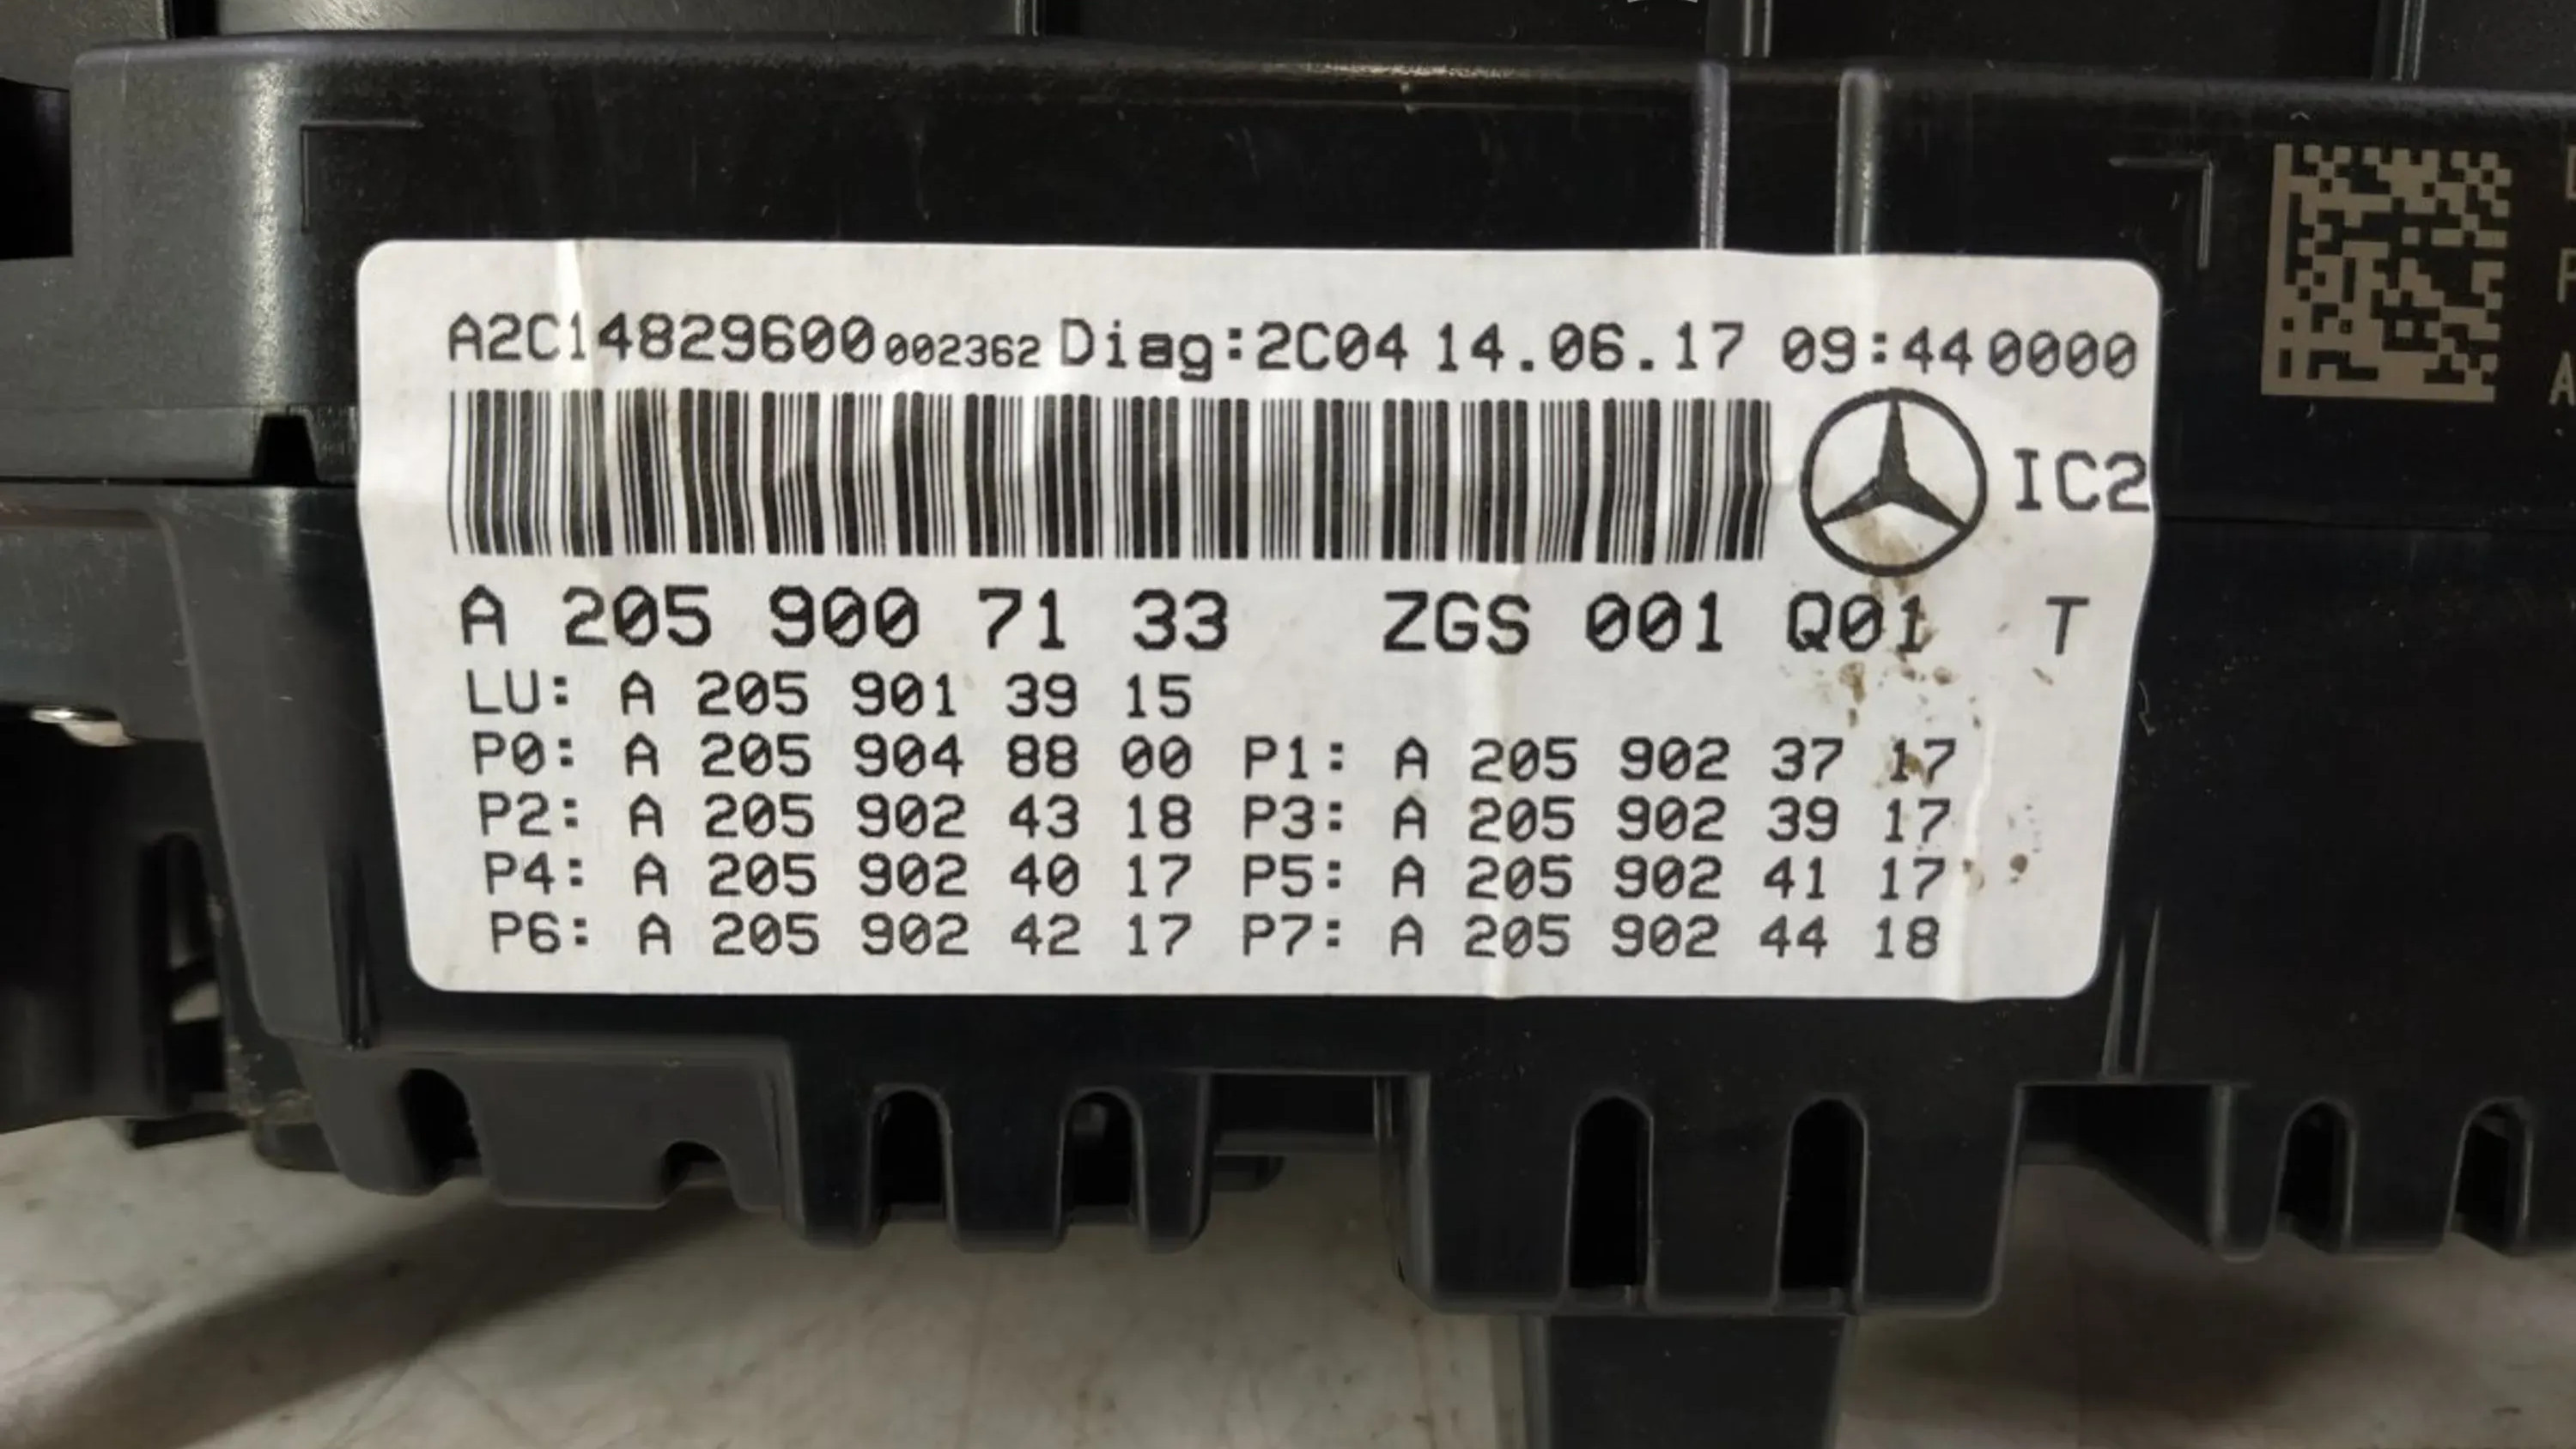 A2C14829600 002362 Diag:2C04 14.06.17 09:44 0000
IC2
A 205 900 71 33 ZGS 001 Q01 T
LU: A 205 901 39 15
P0: A 205 904 88 00 P1: A 205 902 37 17
P2: A 205 902 43 18 P3: A 205 902 39 17
P4: A 205 902 40 17 P5: A 205 902 41 17
P6: A 205 902 42 17 P7: A 205 902 44 18